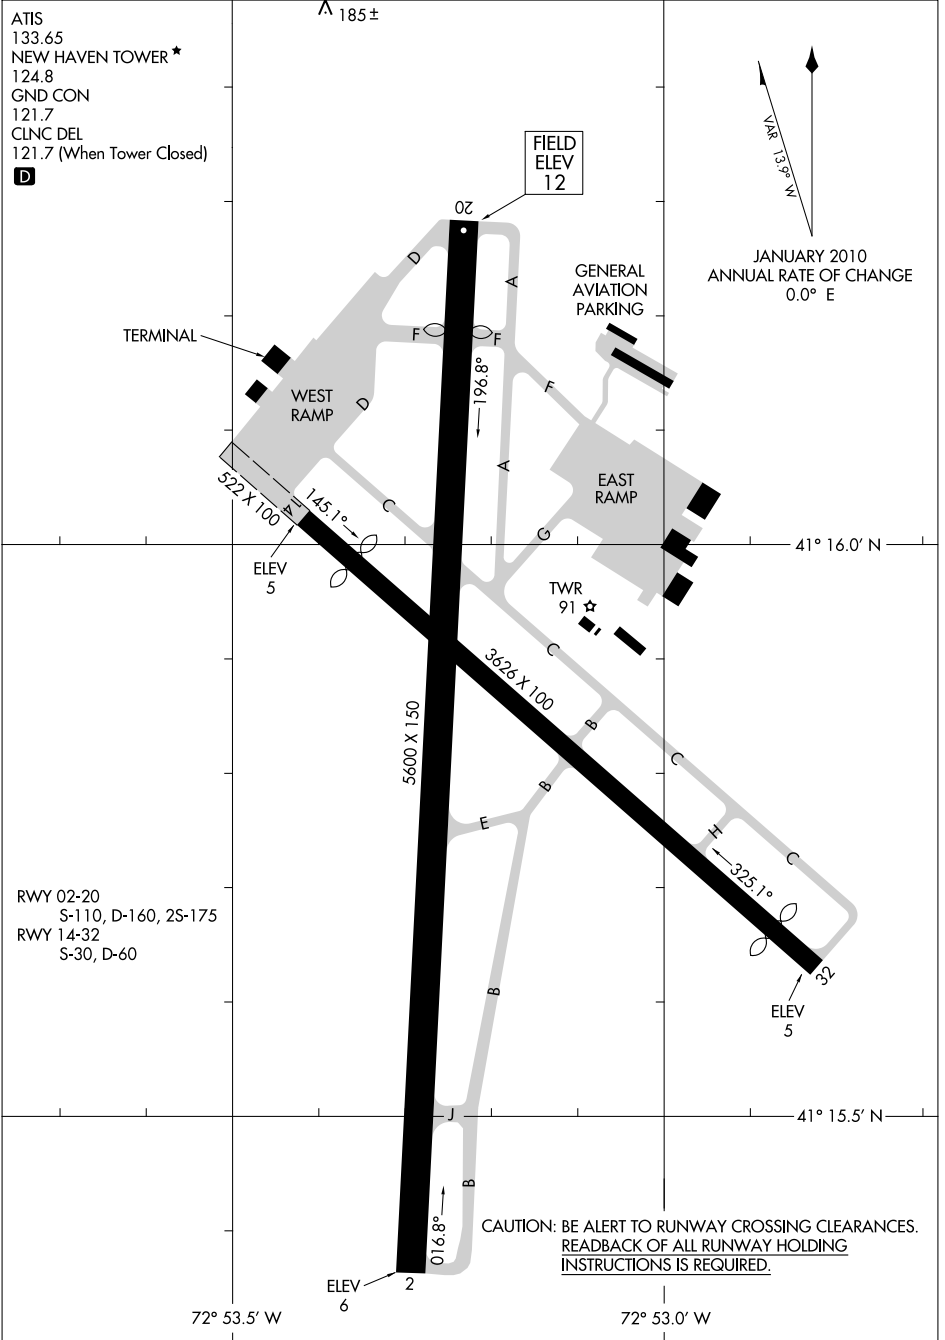 ATIS
133.65
NEW HAVEN TOWER★
124.8
GND CON
121.7
CLNC DEL
121.7 (When Tower Closed)
D
185±
FIELD
ELEV
12
VAR 13.9° W
JANUARY 2010
ANNUAL RATE OF CHANGE
0.0° E
20
D
A
GENERAL
AVIATION
PARKING
TERMINAL
F
F
196.8°
F
WEST
RAMP
D
A
EAST
RAMP
522 X 100
14
145.1°
C
G
41° 16.0' N
ELEV
5
TWR
91
C
3626 X 100
5600 X 150
B
C
B
E
H
C
325.1°
RWY 02-20
S-110, D-160, 2S-175
RWY 14-32
S-30, D-60
32
B
ELEV
5
J
41° 15.5' N
B
016.8°
CAUTION: BE ALERT TO RUNWAY CROSSING CLEARANCES.
READBACK OF ALL RUNWAY HOLDING
INSTRUCTIONS IS REQUIRED.
ELEV
6
2
72° 53.5' W
72° 53.0' W